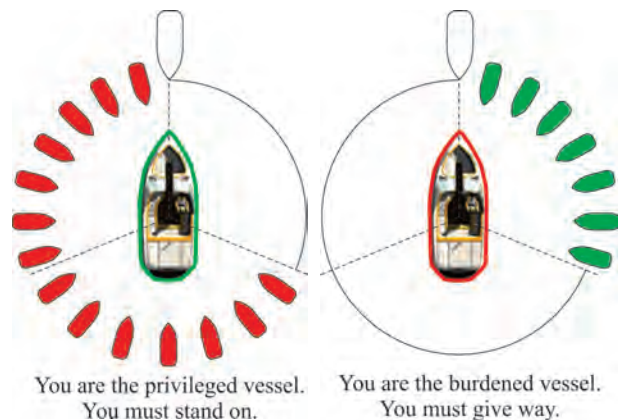 You are the privileged vessel.
You must stand on.
You are the burdened vessel.
You must give way.